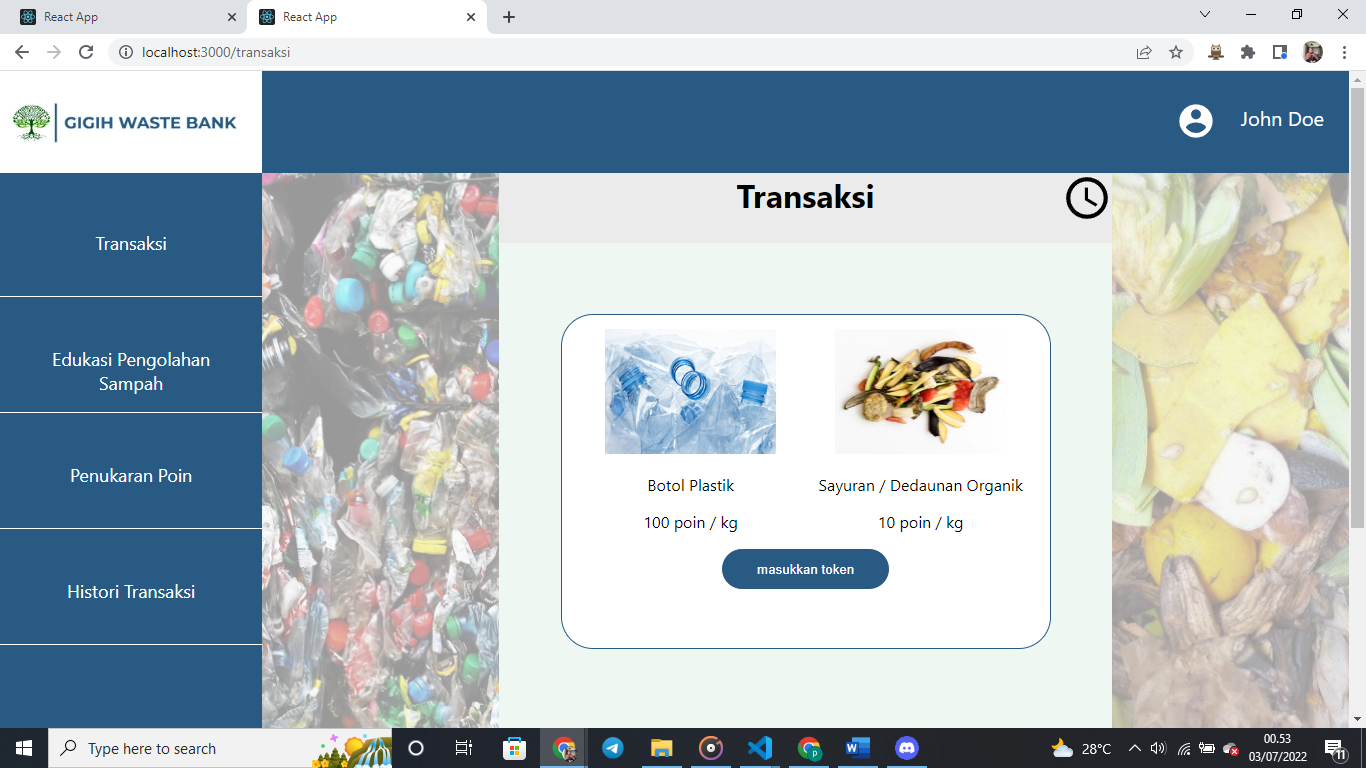 React App
React App
localhost:3000/transaksi
GIGIH WASTE BANK
John Doe
Transaksi
Transaksi
Edukasi Pengolahan
Sampah
Penukaran Poin
Histori Transaksi
Botol Plastik
Sayuran / Dedaunan Organik
100 poin / kg
10 poin / kg
masukkan token
Type here to search
28°C
00.53
03/07/2022
11